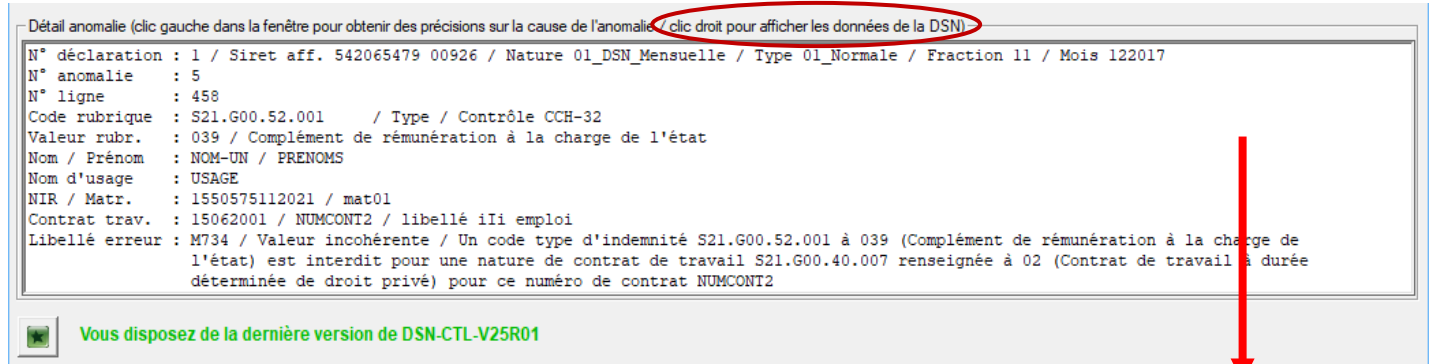 Détail anomalie (clic gauche dans la fenêtre pour obtenir des précisions sur la cause de l'anomalie / clic droit pour afficher les données de la DSN)
N° déclaration : 1 / Siret aff. 542065479 00926 / Nature 01_DSN_Mensuelle / Type 01_Normale / Fraction 11 / Mois 122017
N° anomalie : 5
N° ligne : 458
Code rubrique : S21.G00.52.001 / Type / Contrôle CCH-32
Valeur rubr. : 039 / Complément de rémunération à la charge de l'état
Nom / Prénom : NOM-UN / PRENOMS
Nom d'usage : USAGE
NIR / Matr. : 1550575112021 / mat01
Contrat trav. : 15062001 / NUMCONT2 / libellé iIi emploi
Libellé erreur : M734 / Valeur incohérente / Un code type d'indemnité S21.G00.52.001 à 039 (Complément de rémunération à la charge de
l'état) est interdit pour une nature de contrat de travail S21.G00.40.007 renseignée à 02 (Contrat de travail à durée
déterminée de droit privé) pour ce numéro de contrat NUMCONT2
Vous disposez de la dernière version de DSN-CTL-V25R01